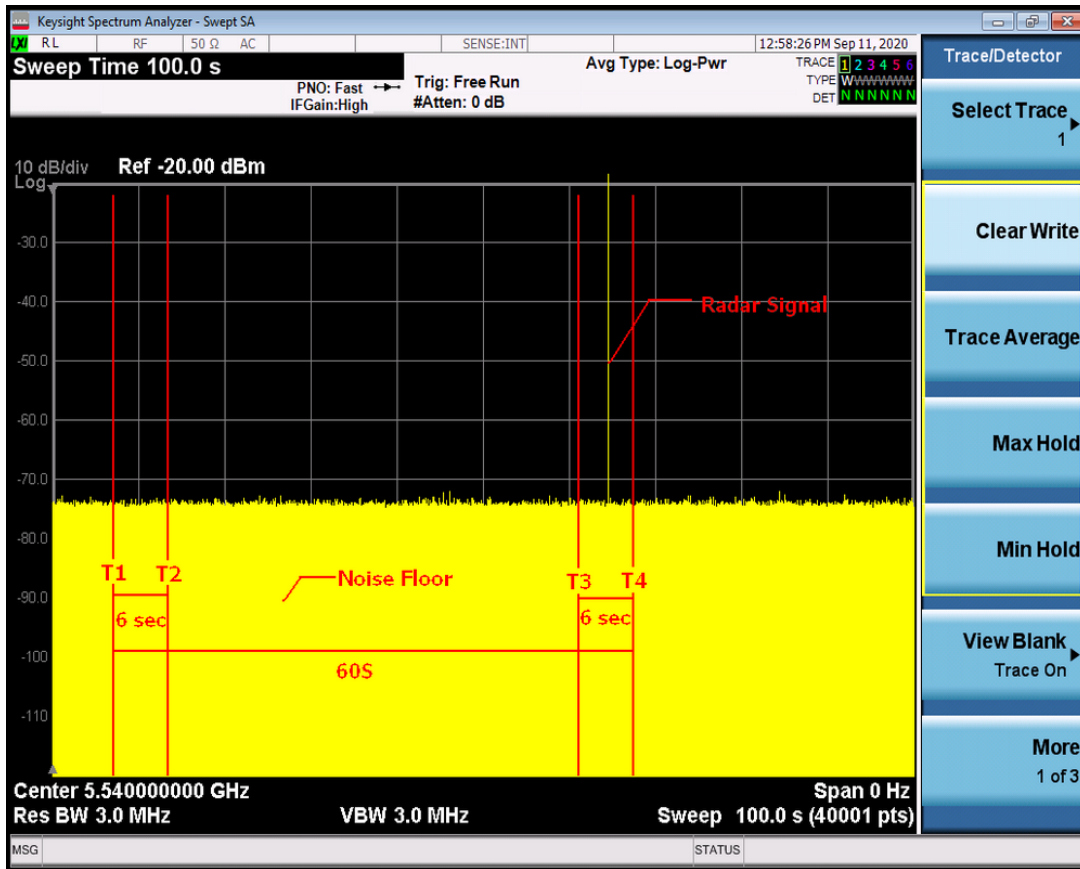 Keysight Spectrum Analyzer - Swept SA
LXI RL RF 50 Ω AC SENSE:INT 12:58:26 PM Sep 11, 2020
Sweep Time 100.0 s
Avg Type: Log-Pwr
TRACE 1 2 3 4 5 6
TYPE WWWWWW
DET N N N N N N
PNO: Fast
IFGain:High
Trig: Free Run
#Atten: 0 dB
10 dB/div Ref -20.00 dBm
Log
-30.0
-40.0
-50.0
-60.0
-70.0
-80.0
-90.0
-100
-110
Radar Signal
T1 T2 Noise Floor T3 T4
6 sec 6 sec
60S
Center 5.540000000 GHz Span 0 Hz
Res BW 3.0 MHz VBW 3.0 MHz Sweep 100.0 s (40001 pts)
MSG STATUS
Trace/Detector
Select Trace
1
Clear Write
Trace Average
Max Hold
Min Hold
View Blank
Trace On
More
1 of 3